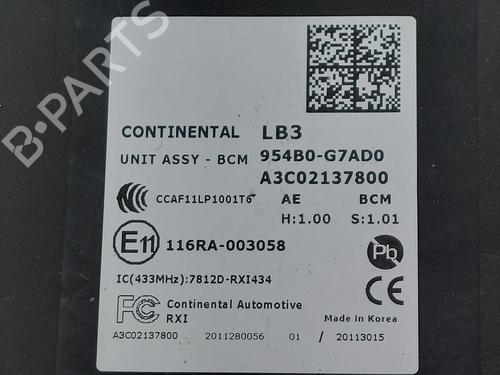 B-PARTS
CONTINENTAL LB3
UNIT ASSY - BCM 954B0-G7AD0
A3C02137800
CCAF11LP1001T6 AE BCM
H:1.00 S:1.01
E11 116RA-003058 Pb
IC(433MHz):7812D-RXI434
FC Continental Automotive CE
RXI Made in Korea
A3C02137800 2011280056 01 / 20113015